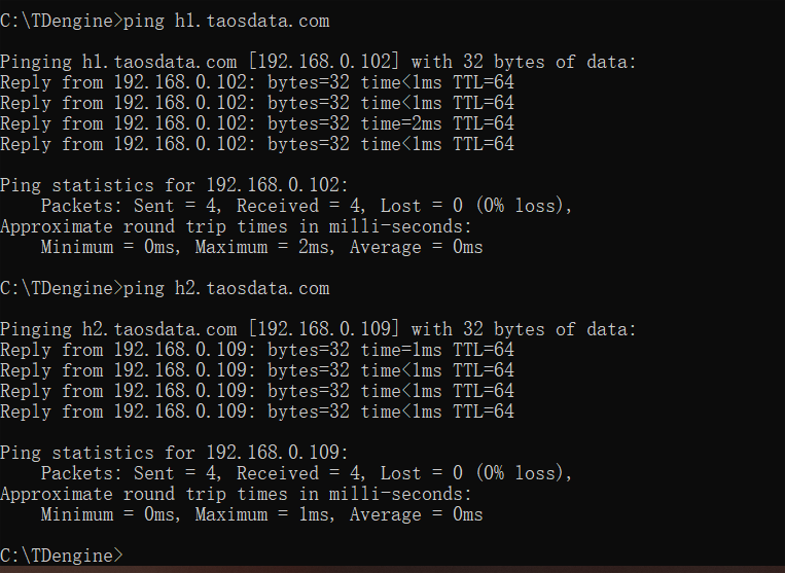 C:\TDengine>ping h1.taosdata.com
Pinging h1.taosdata.com [192.168.0.102] with 32 bytes of data:
Reply from 192.168.0.102: bytes=32 time<1ms TTL=64
Reply from 192.168.0.102: bytes=32 time<1ms TTL=64
Reply from 192.168.0.102: bytes=32 time=2ms TTL=64
Reply from 192.168.0.102: bytes=32 time<1ms TTL=64
Ping statistics for 192.168.0.102:
    Packets: Sent = 4, Received = 4, Lost = 0 (0% loss),
Approximate round trip times in milli-seconds:
    Minimum = 0ms, Maximum = 2ms, Average = 0ms
C:\TDengine>ping h2.taosdata.com
Pinging h2.taosdata.com [192.168.0.109] with 32 bytes of data:
Reply from 192.168.0.109: bytes=32 time=1ms TTL=64
Reply from 192.168.0.109: bytes=32 time<1ms TTL=64
Reply from 192.168.0.109: bytes=32 time<1ms TTL=64
Reply from 192.168.0.109: bytes=32 time<1ms TTL=64
Ping statistics for 192.168.0.109:
    Packets: Sent = 4, Received = 4, Lost = 0 (0% loss),
Approximate round trip times in milli-seconds:
    Minimum = 0ms, Maximum = 1ms, Average = 0ms
C:\TDengine>